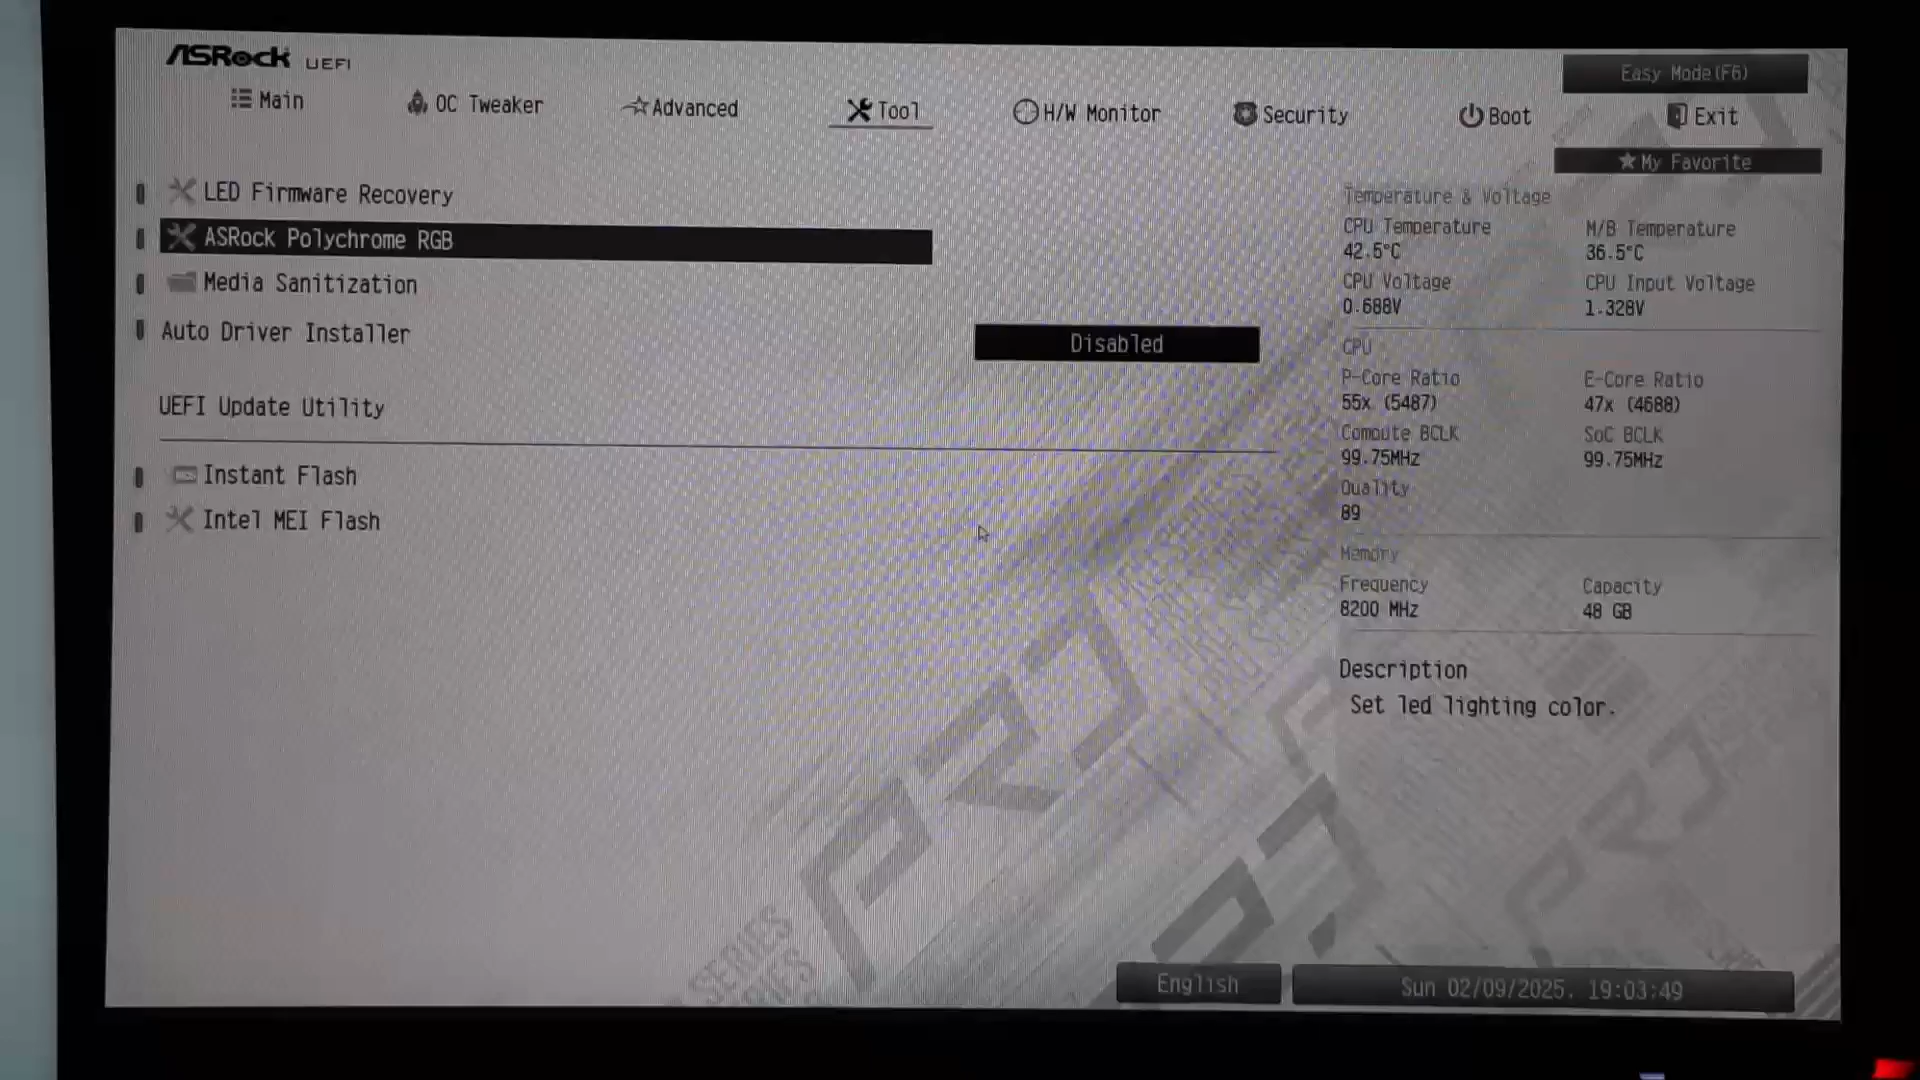 ASRock UEFI
Easy Mode(F6)
Main OC Tweaker Advanced Tool H/W Monitor Security Boot Exit
My Favorite
LED Firmware Recovery
ASRock Polychrome RGB
Media Sanitization
Auto Driver Installer Disabled
UEFI Update Utility
Instant Flash
Intel MEI Flash
Temperature & Voltage
CPU Temperature M/B Temperature
42.5°C 36.5°C
CPU Voltage CPU Input Voltage
0.688V 1.328V
CPU
P-Core Ratio E-Core Ratio
55x (5487) 47x (4688)
Compute BCLK SoC BCLK
99.75MHz 99.75MHz
Quality
89
Memory
Frequency Capacity
8200 MHz 48 GB
Description
Set led lighting color.
SERIES
English Sun 02/09/2025. 19:03:49